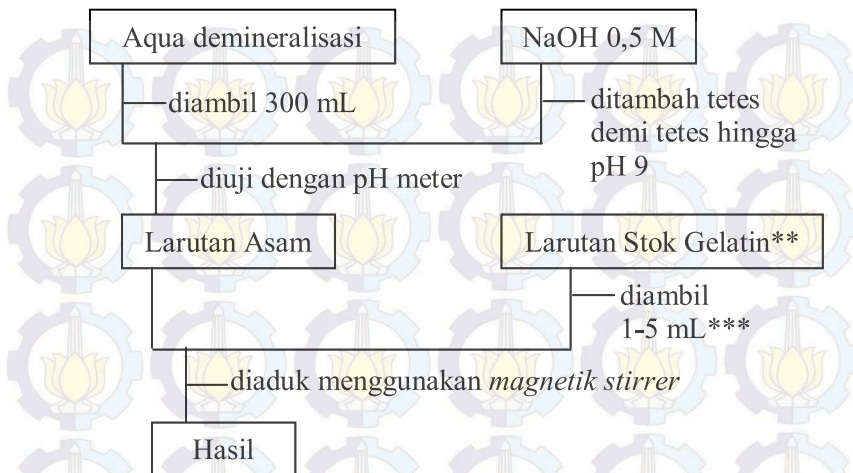 Aqua demineralisasi
NaOH 0,5 M
diambil 300 mL
ditambah tetes
demi tetes hingga
pH 9
diuji dengan pH meter
Larutan Asam
Larutan Stok Gelatin**
diambil
1-5 mL***
diaduk menggunakan magnetik stirrer
Hasil